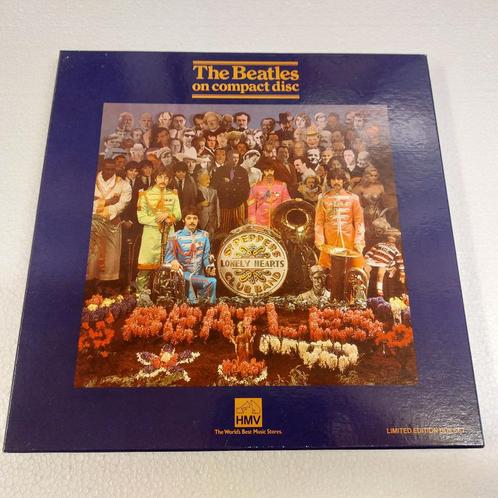 The Beatles
on compact disc
SGT. PEPPERS
LONELY HEARTS
CLUB BAND
BEATLES
HMV
The World's Best Music Stores.
LIMITED EDITION BOX SET